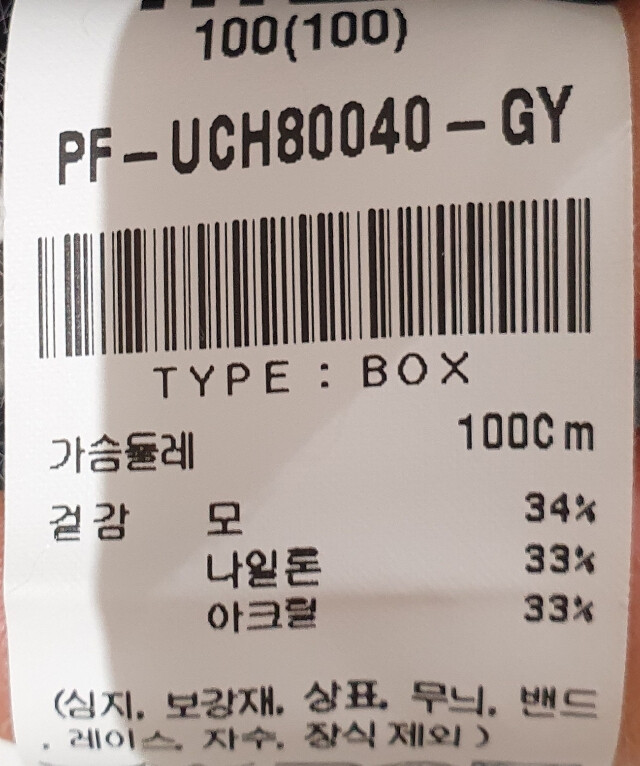 100(100)
PF-UCH80040-GY
TYPE : BOX
가슴둘레 100Cm
겉감 모 34%
나일론 33%
아크릴 33%
(심지. 보강재. 상표. 무늬. 밴드
. 레이스. 자수. 장식 제외)